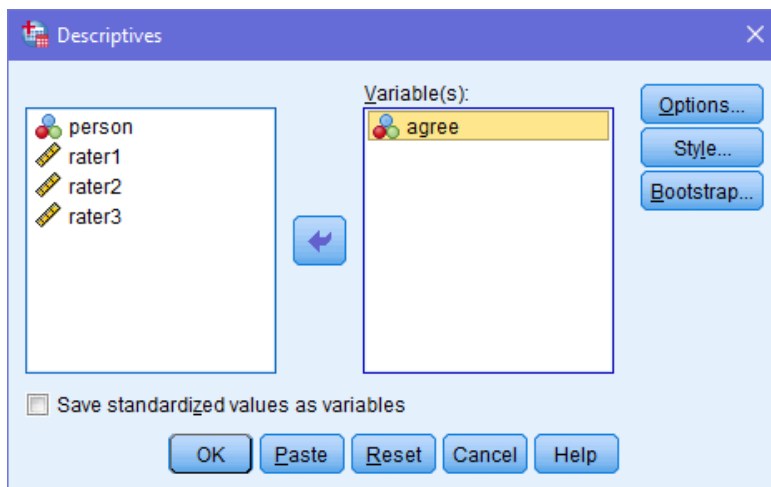 Descriptives
Variable(s):
person
rater1
rater2
rater3
agree
Options...
Style...
Bootstrap...
Save standardized values as variables
OK
Paste
Reset
Cancel
Help